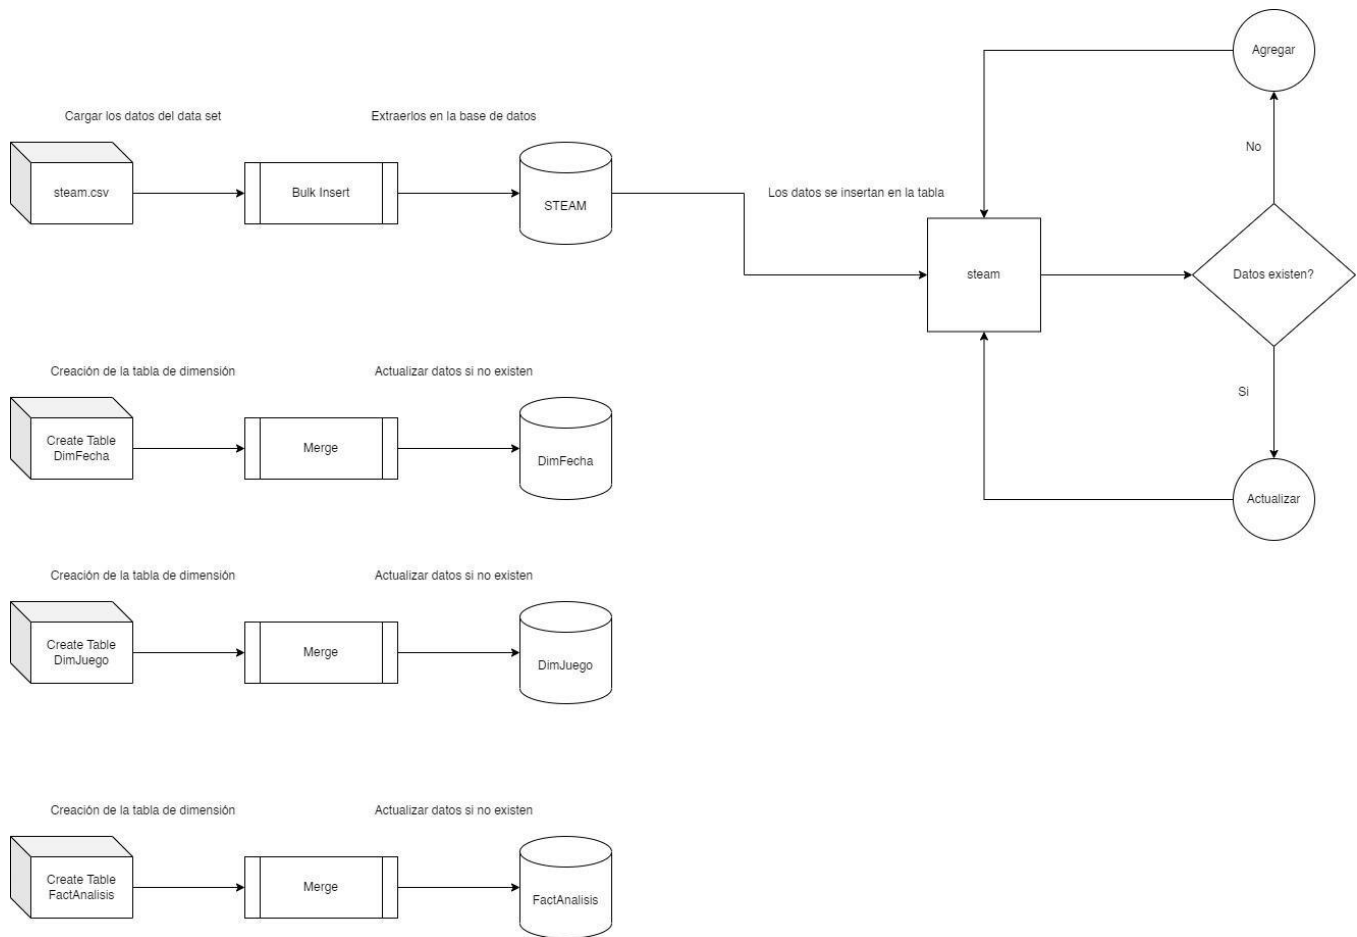 Agregar
Cargar los datos del data set
Extraerlos en la base de datos
No
steam.csv
Bulk Insert
STEAM
Los datos se insertan en la tabla
steam
Datos existen?
Creación de la tabla de dimensión
Actualizar datos si no existen
Si
Create Table
DimFecha
Merge
DimFecha
Actualizar
Creación de la tabla de dimensión
Actualizar datos si no existen
Create Table
DimJuego
Merge
DimJuego
Creación de la tabla de dimensión
Actualizar datos si no existen
Create Table
FactAnalisis
Merge
FactAnalisis